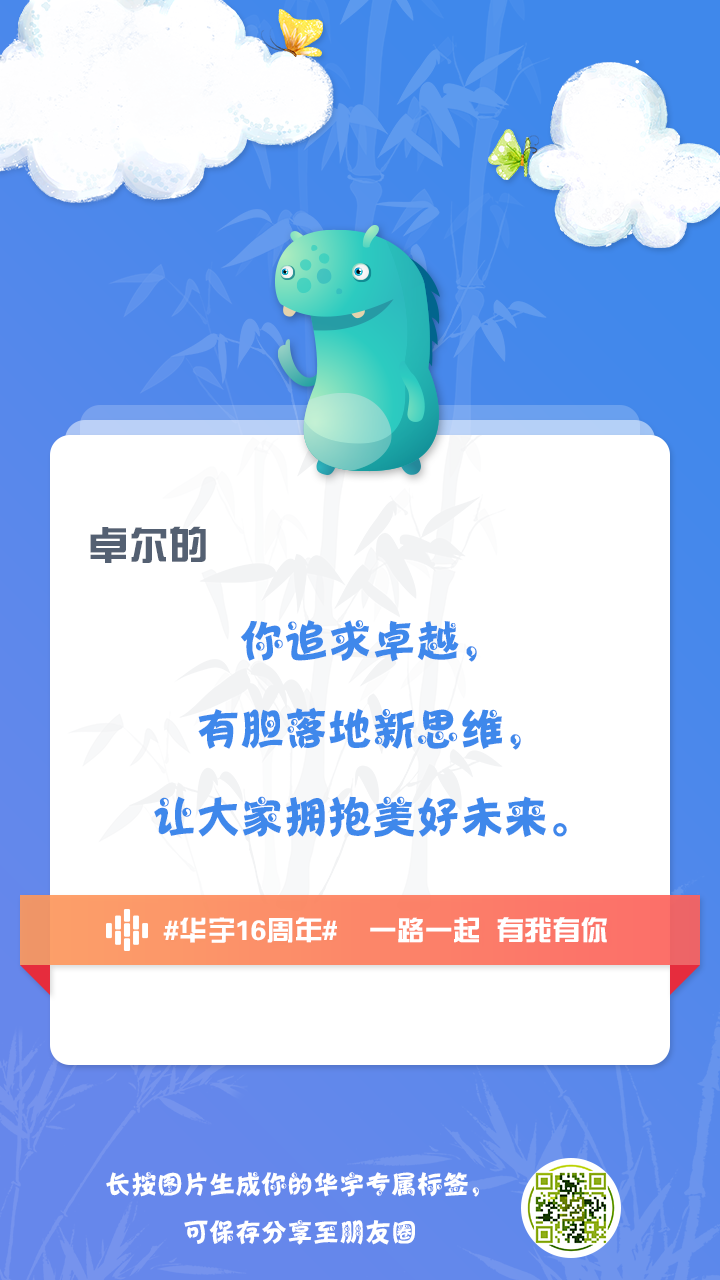 卓尔的
你追求卓越，
有胆落地新思维，
让大家拥抱美好未来。
#华宇16周年# 一路一起 有我有你
长按图片生成你的华宇专属标签，
可保存分享至朋友圈